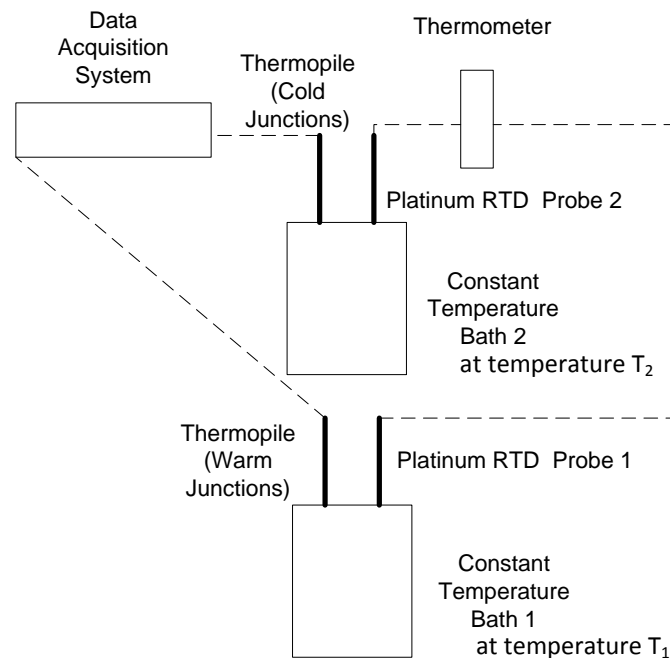 Data
Acquisition
System
Thermometer
Thermopile
(Cold
Junctions)
Platinum RTD Probe 2
Constant
Temperature
Bath 2
at temperature T₂
Thermopile
(Warm
Junctions)
Platinum RTD Probe 1
Constant
Temperature
Bath 1
at temperature T₁